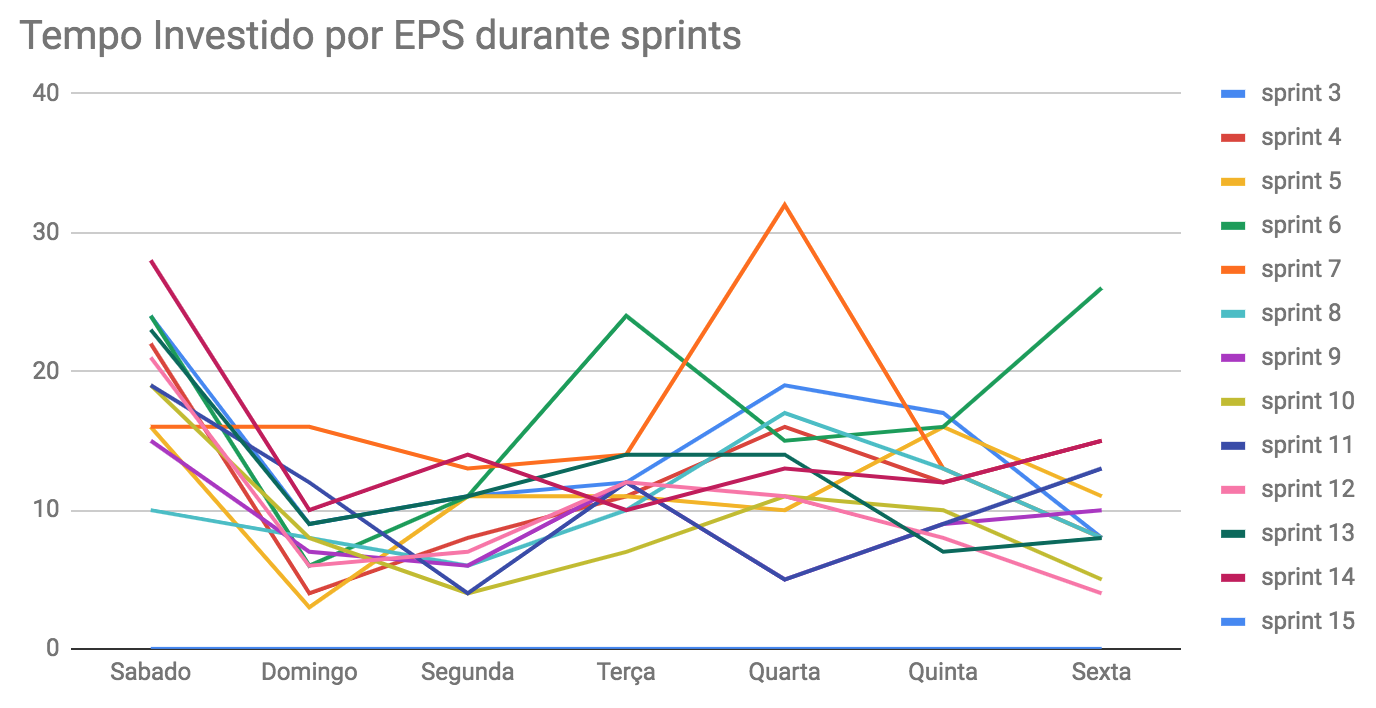 Tempo Investido por EPS durante sprints
40
30
20
10
0
Sabado
Domingo
Segunda
Terça
Quarta
Quinta
Sexta
sprint 3
sprint 4
sprint 5
sprint 6
sprint 7
sprint 8
sprint 9
sprint 10
sprint 11
sprint 12
sprint 13
sprint 14
sprint 15